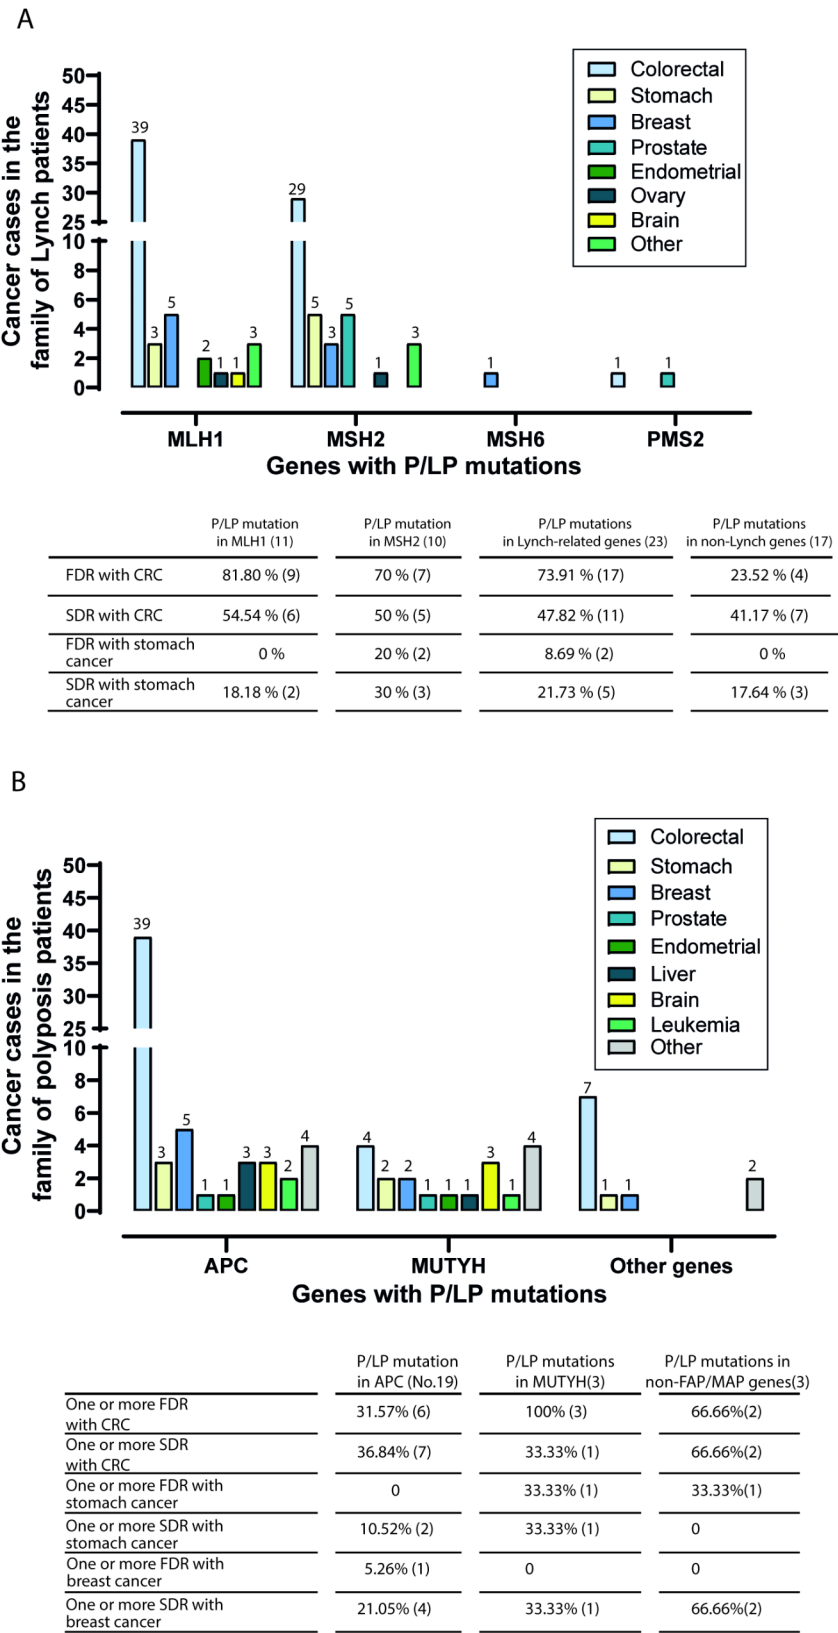 A
Cancer cases in the
family of Lynch patients
50
45
40
35
30
25
10
8
6
4
2
0
Colorectal
Stomach
Breast
Prostate
Endometrial
Ovary
Brain
Other
39
3
5
2
1
1
3
29
5
3
5
1
3
1
1
1
MLH1 MSH2 MSH6 PMS2
Genes with P/LP mutations
P/LP mutation P/LP mutation P/LP mutations P/LP mutations
in MLH1 (11) in MSH2 (10) in Lynch-related genes (23) in non-Lynch genes (17)
FDR with CRC 81.80 % (9) 70 % (7) 73.91 % (17) 23.52 % (4)
SDR with CRC 54.54 % (6) 50 % (5) 47.82 % (11) 41.17 % (7)
FDR with stomach
cancer 0 % 20 % (2) 8.69 % (2) 0 %
SDR with stomach
cancer 18.18 % (2) 30 % (3) 21.73 % (5) 17.64 % (3)
B
Cancer cases in the
family of polyposis patients
50
45
40
35
30
25
10
8
6
4
2
0
Colorectal
Stomach
Breast
Prostate
Endometrial
Liver
Brain
Leukemia
Other
39
3
5
1
1
3
3
2
4
4
2
2
1
1
1
3
1
4
7
1
1
2
APC MUTYH Other genes
Genes with P/LP mutations
P/LP mutation P/LP mutations P/LP mutations in
in APC (No.19) in MUTYH(3) non-FAP/MAP genes(3)
One or more FDR
with CRC 31.57% (6) 100% (3) 66.66%(2)
One or more SDR
with CRC 36.84% (7) 33.33% (1) 66.66%(2)
One or more FDR with
stomach cancer 0 33.33% (1) 33.33%(1)
One or more SDR with
stomach cancer 10.52% (2) 33.33% (1) 0
One or more FDR with
breast cancer 5.26% (1) 0 0
One or more SDR with
breast cancer 21.05% (4) 33.33% (1) 66.66%(2)